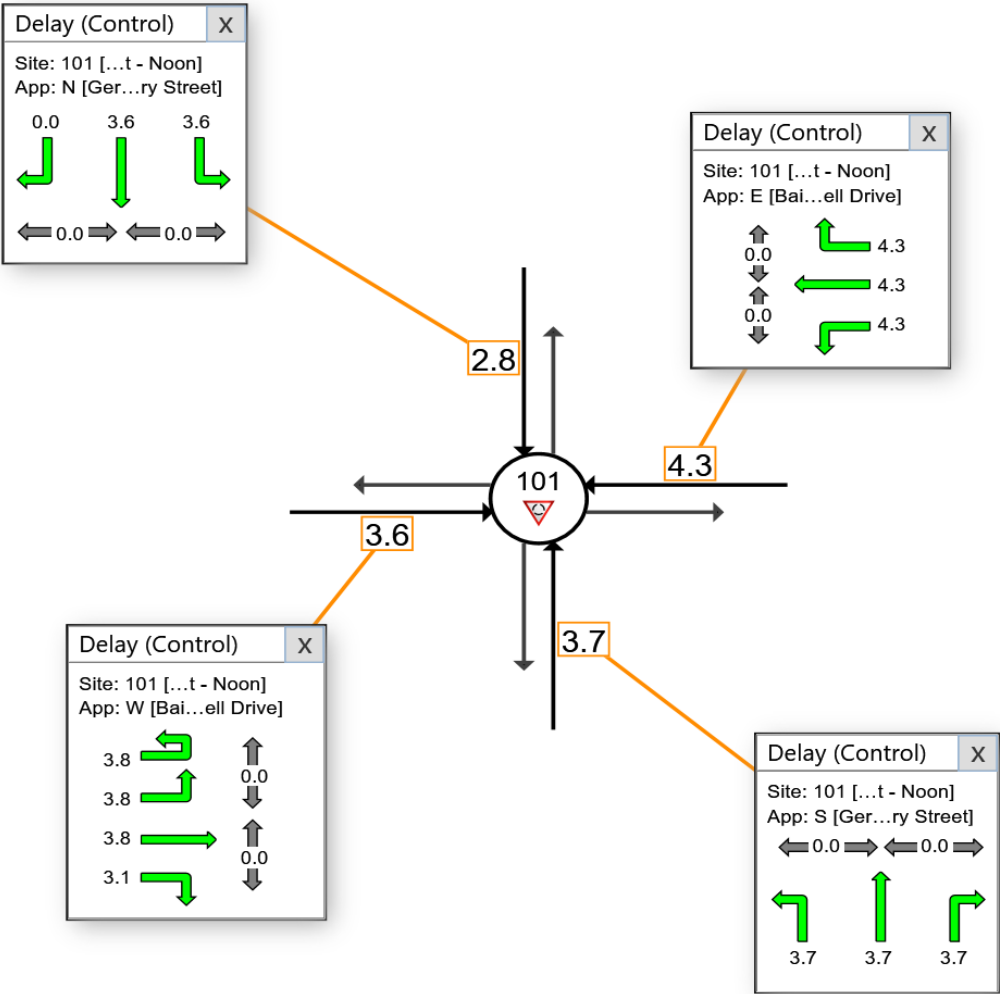 Delay (Control) X
Site: 101 [...t - Noon]
App: N [Ger...ry Street]
0.0 3.6 3.6
0.0 0.0
Delay (Control) X
Site: 101 [...t - Noon]
App: E [Bai...ell Drive]
0.0 4.3
4.3
0.0 4.3
2.8
4.3
101
3.6
3.7
Delay (Control) X
Site: 101 [...t - Noon]
App: W [Bai...ell Drive]
3.8
0.0
3.8
3.8
0.0
3.1
Delay (Control) X
Site: 101 [...t - Noon]
App: S [Ger...ry Street]
0.0 0.0
3.7 3.7 3.7